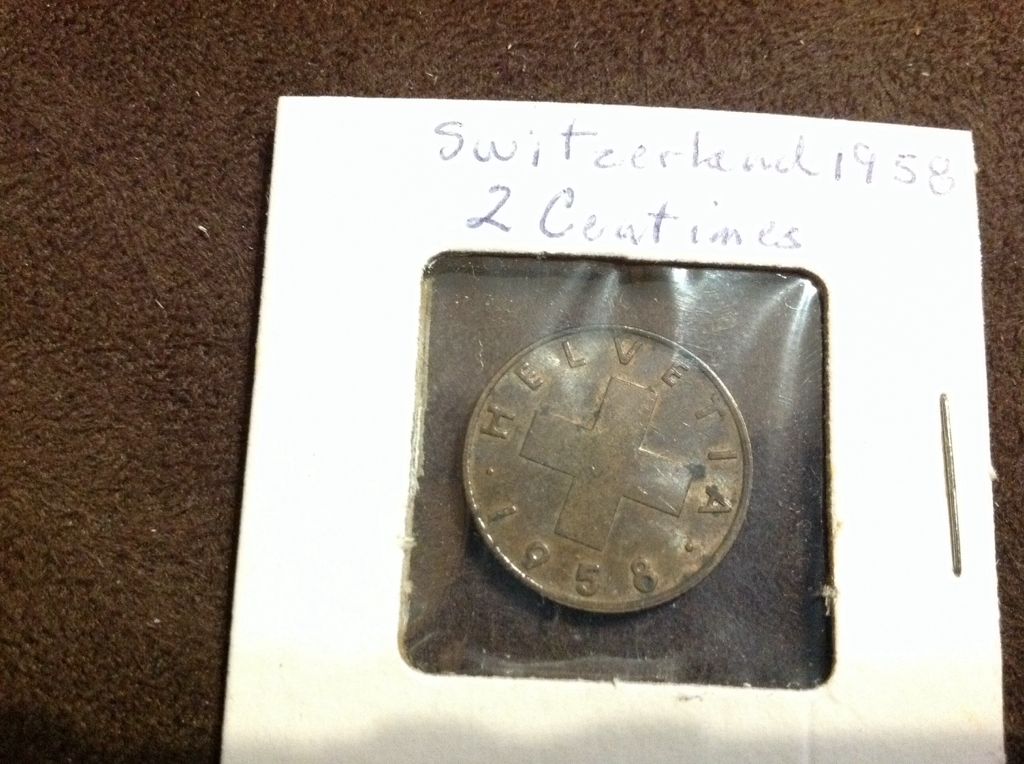 Switzerland 1958
2 Centimes
HELVETIA
1958